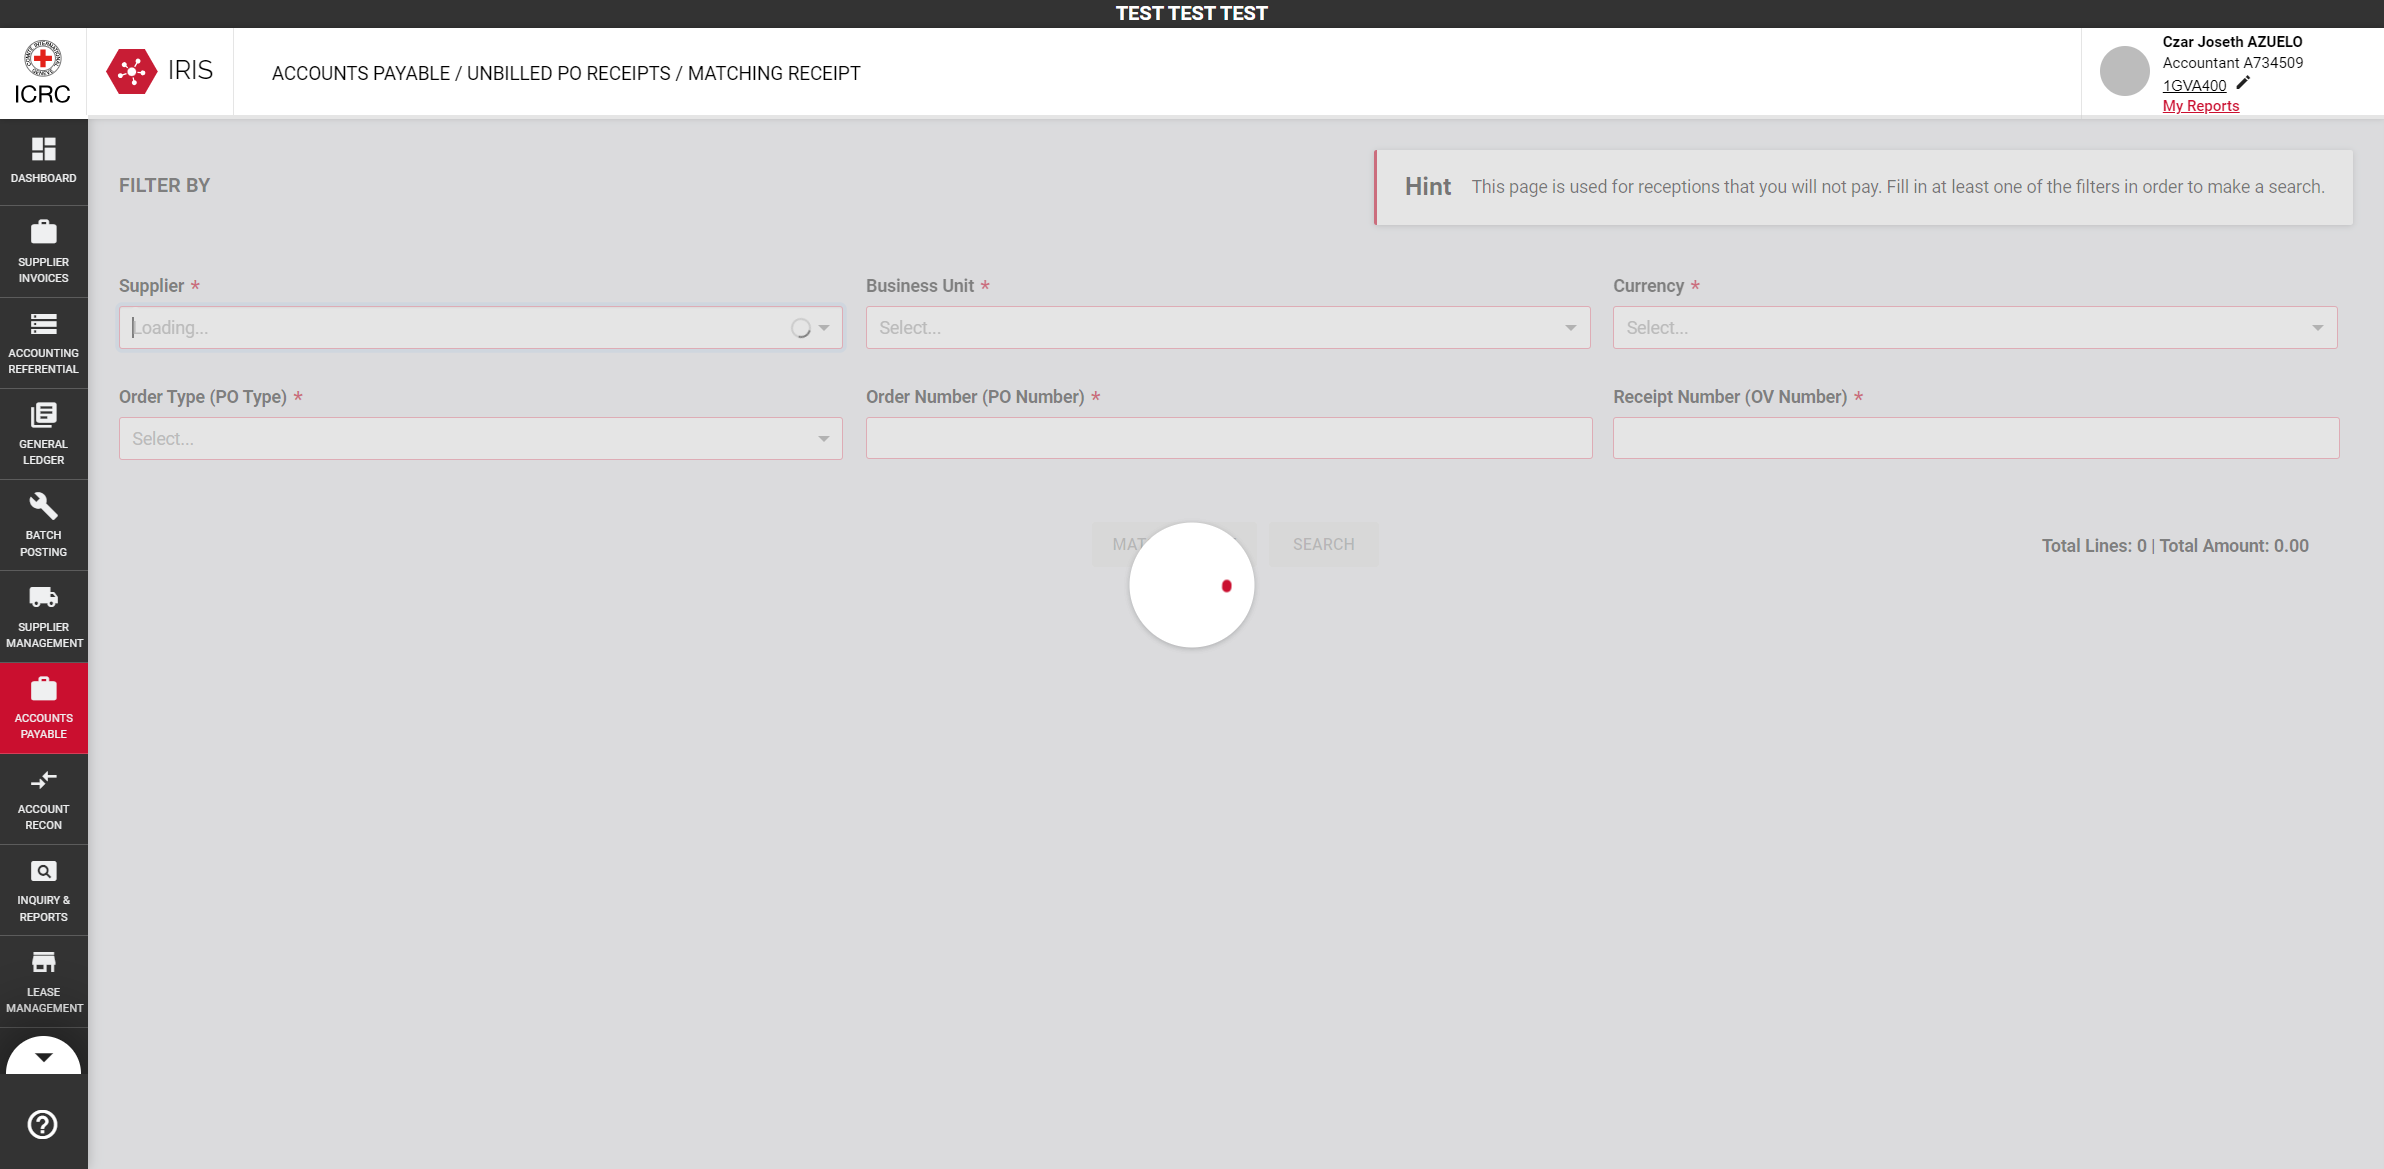 TEST TEST TEST
ICRC
IRIS
ACCOUNTS PAYABLE / UNBILLED PO RECEIPTS / MATCHING RECEIPT
Czar Joseth AZUELO
Accountant A734509
1GVA400
My Reports
DASHBOARD
SUPPLIER
INVOICES
ACCOUNTING
REFERENTIAL
GENERAL
LEDGER
BATCH
POSTING
SUPPLIER
MANAGEMENT
ACCOUNTS
PAYABLE
ACCOUNT
RECON
INQUIRY &
REPORTS
LEASE
MANAGEMENT
FILTER BY
Hint This page is used for receptions that you will not pay. Fill in at least one of the filters in order to make a search.
Supplier *
Loading...
Business Unit *
Select...
Currency *
Select...
Order Type (PO Type) *
Select...
Order Number (PO Number) *
Receipt Number (OV Number) *
SEARCH
Total Lines: 0 | Total Amount: 0.00